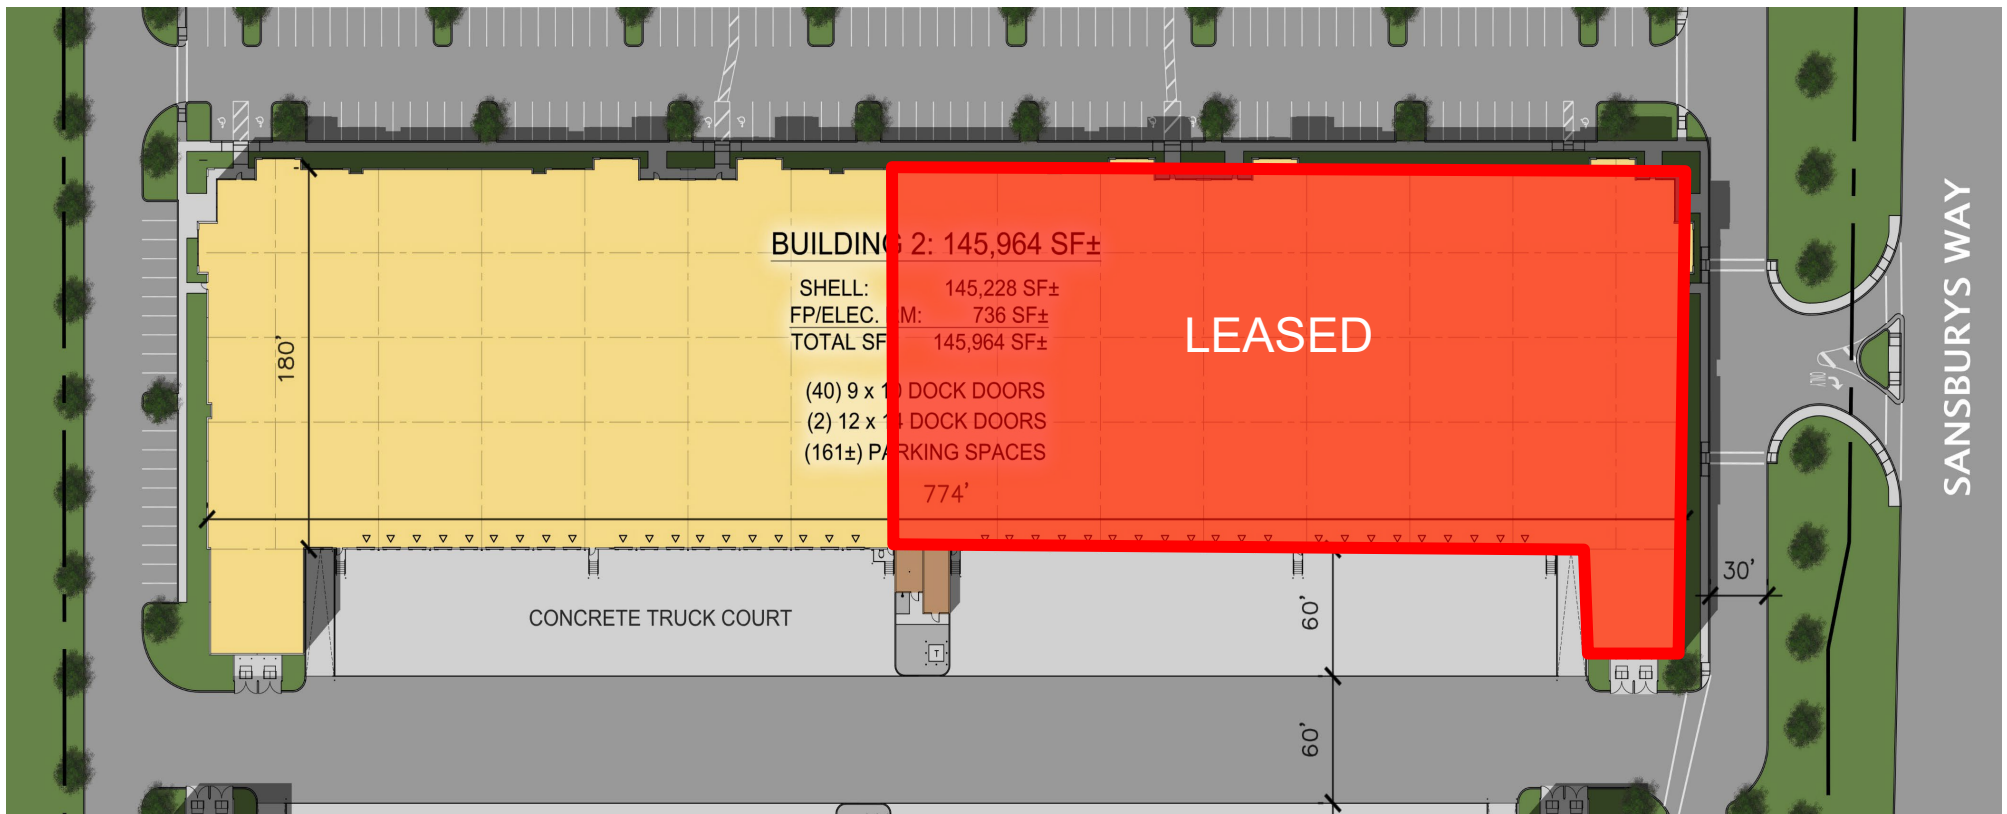 BUILDING 2: 145,964 SF±
SHELL: 145,228 SF±
FP/ELEC. M: 736 SF±
TOTAL SF 145,964 SF±
(40) 9 x 10 DOCK DOORS
(2) 12 x 14 DOCK DOORS
(161±) PARKING SPACES
774'
180'
LEASED
CONCRETE TRUCK COURT
T
60'
60'
30'
ONLY
SANSBURYS WAY